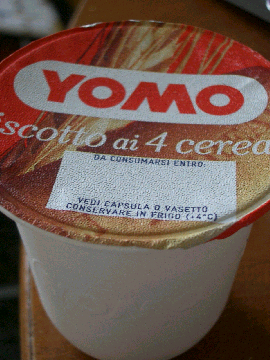 YOMO
iscotto ai 4 cerea
DA CONSUMARSI ENTRO:
VEDI CAPSULA O VASETTO
CONSERVARE IN FRIGO (+4°C)